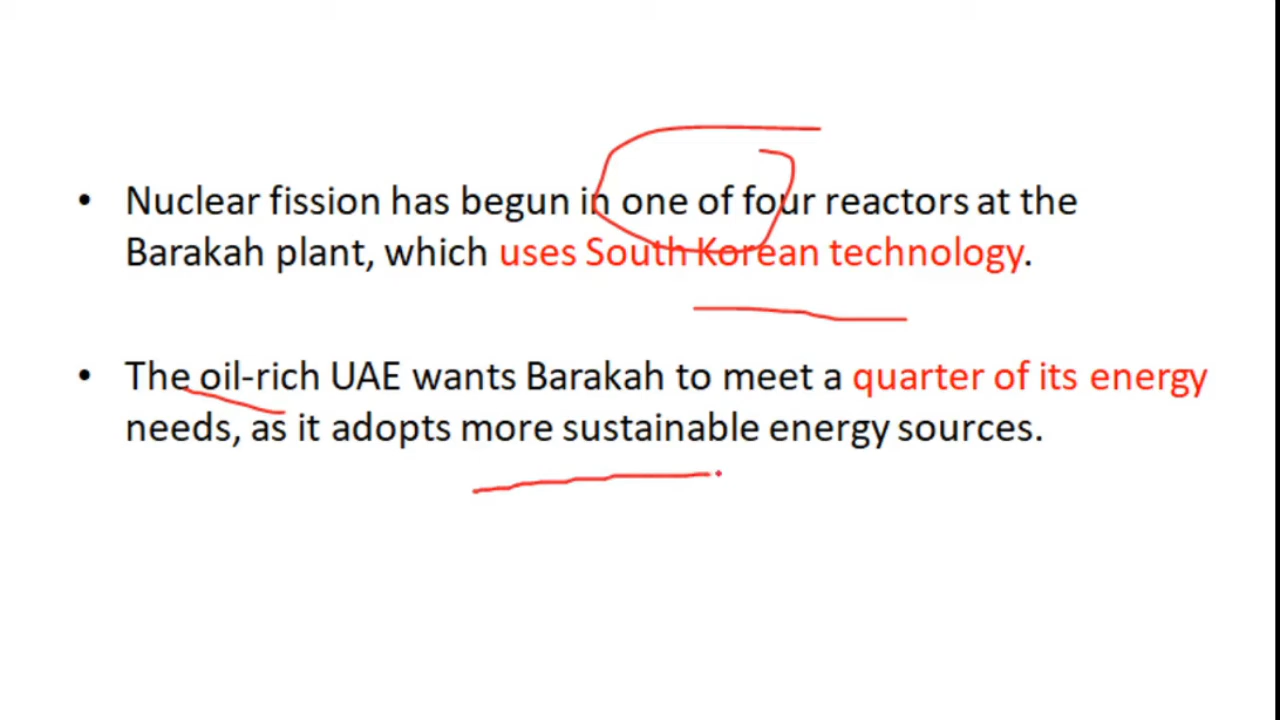 • Nuclear fission has begun in one of four reactors at the
Barakah plant, which uses South Korean technology.
• The oil-rich UAE wants Barakah to meet a quarter of its energy
needs, as it adopts more sustainable energy sources.